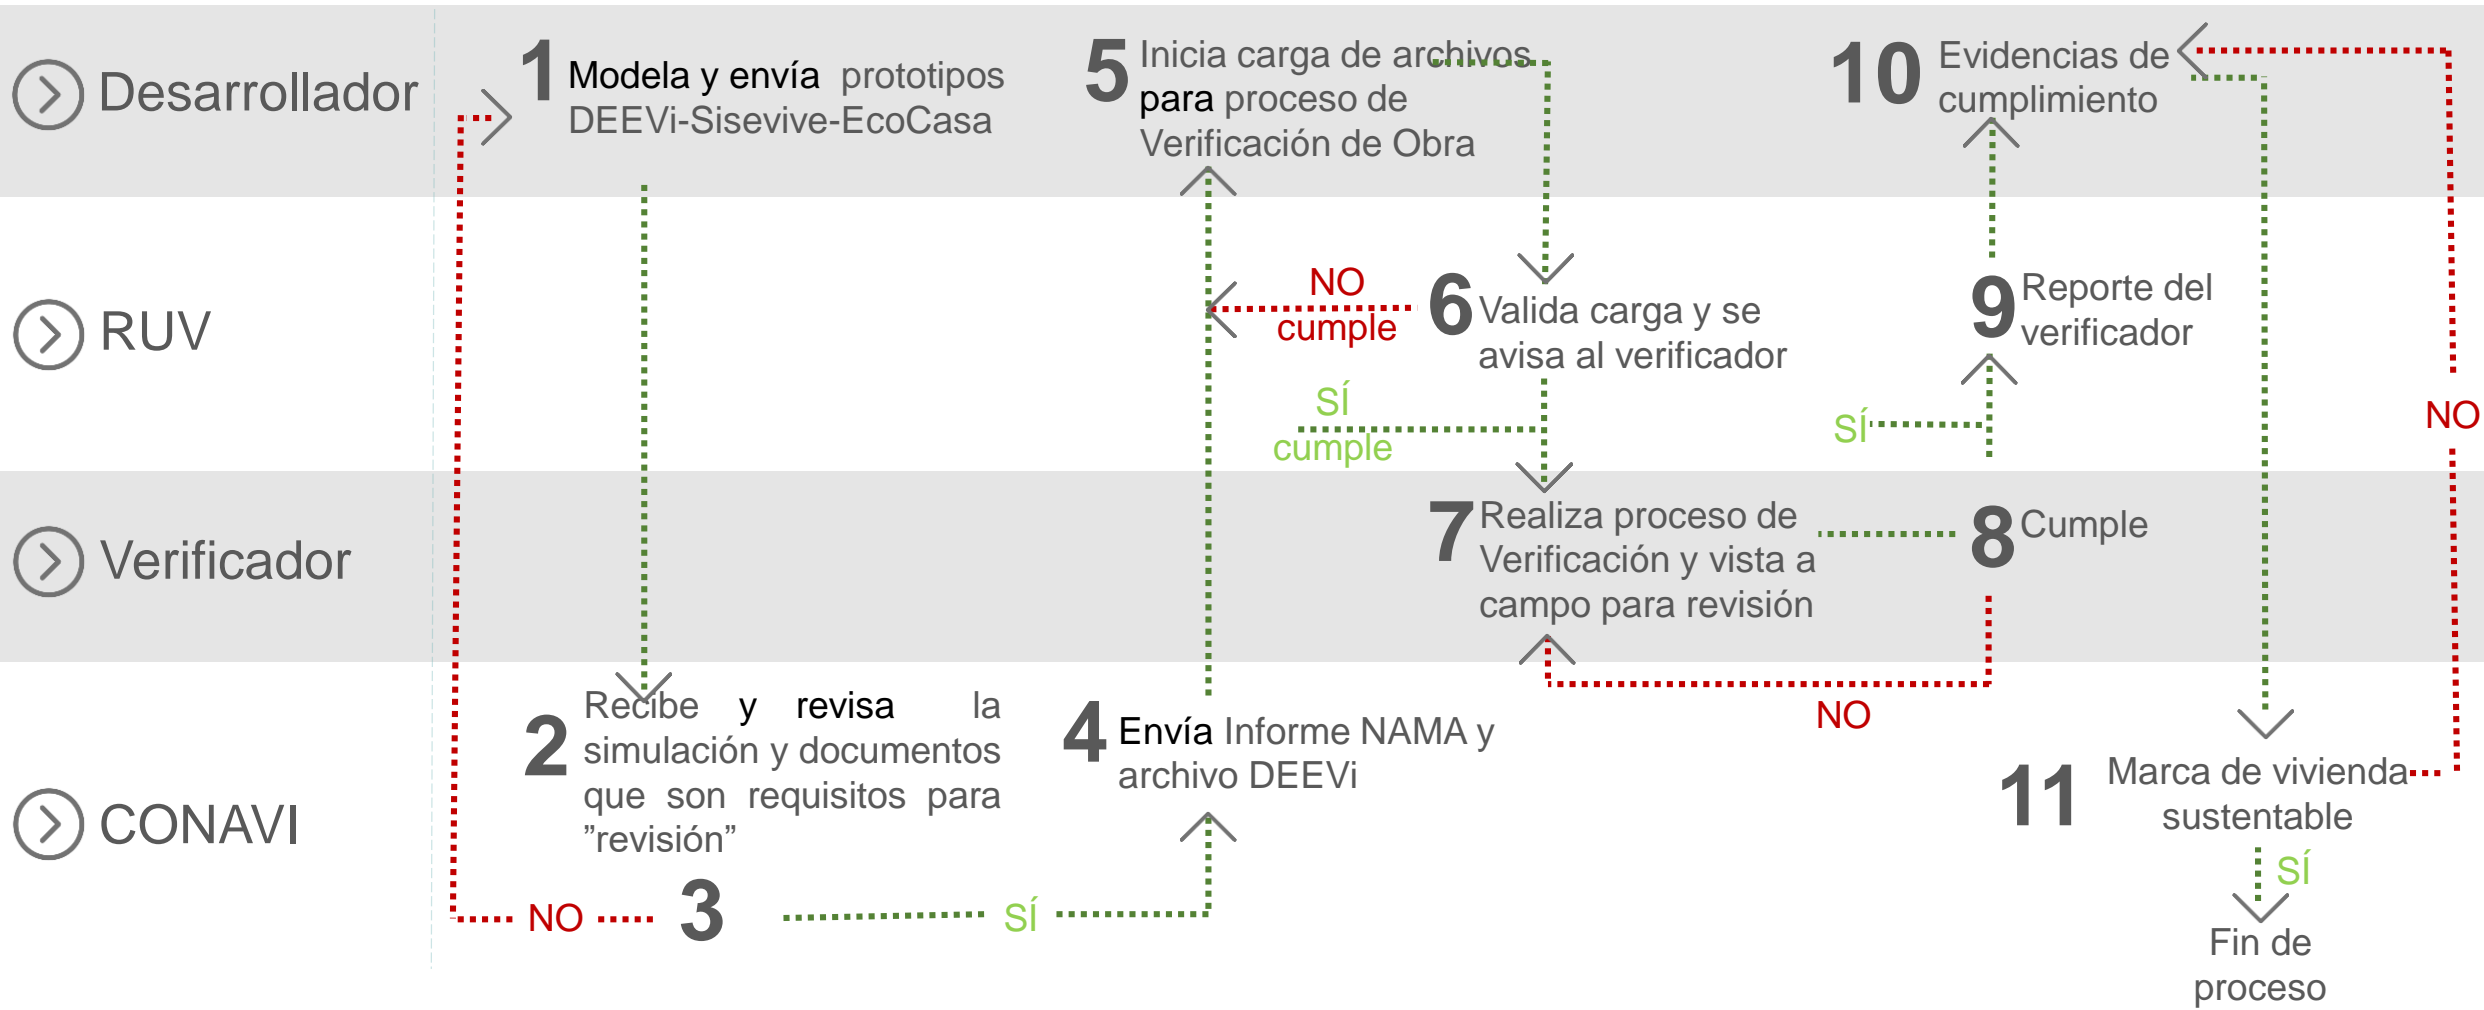 Desarrollador
1
Modela y envía prototipos
DEEVi-Sisevive-EcoCasa
5
Inicia carga de archivos
para proceso de
Verificación de Obra
10
Evidencias de
cumplimiento
RUV
NO
cumple
6
Valida carga y se
avisa al verificador
SÍ
cumple
9
Reporte del
verificador
SÍ
NO
Verificador
7
Realiza proceso de
Verificación y vista a
campo para revisión
8
Cumple
NO
CONAVI
2
Recibe y revisa la
simulación y documentos
que son requisitos para
”revisión”
3
NO
SÍ
4
Envía Informe NAMA y
archivo DEEVi
11
Marca de vivienda
sustentable
SÍ
Fin de
proceso